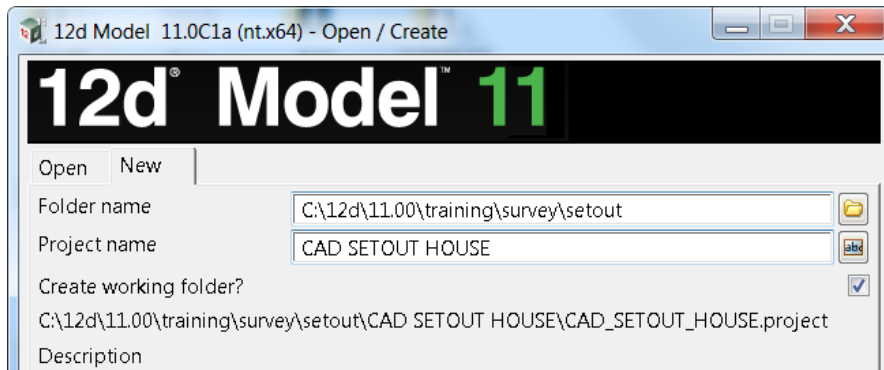 12d Model 11.0C1a (nt.x64) - Open / Create
12d® Model™ 11
Open New
Folder name C:\12d\11.00\training\survey\setout
Project name CAD SETOUT HOUSE abc
Create working folder?
C:\12d\11.00\training\survey\setout\CAD SETOUT HOUSE\CAD_SETOUT_HOUSE.project
Description